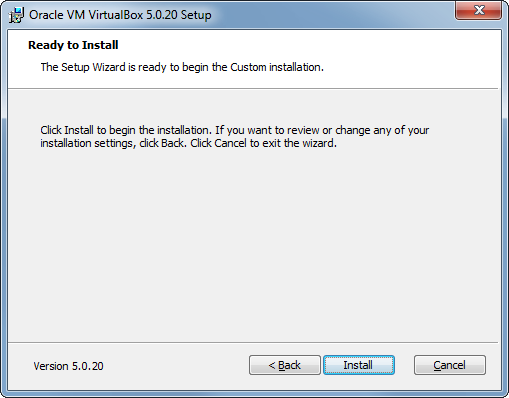 Oracle VM VirtualBox 5.0.20 Setup
Ready to Install
The Setup Wizard is ready to begin the Custom installation.
Click Install to begin the installation. If you want to review or change any of your
installation settings, click Back. Click Cancel to exit the wizard.
Version 5.0.20
< Back
Install
Cancel